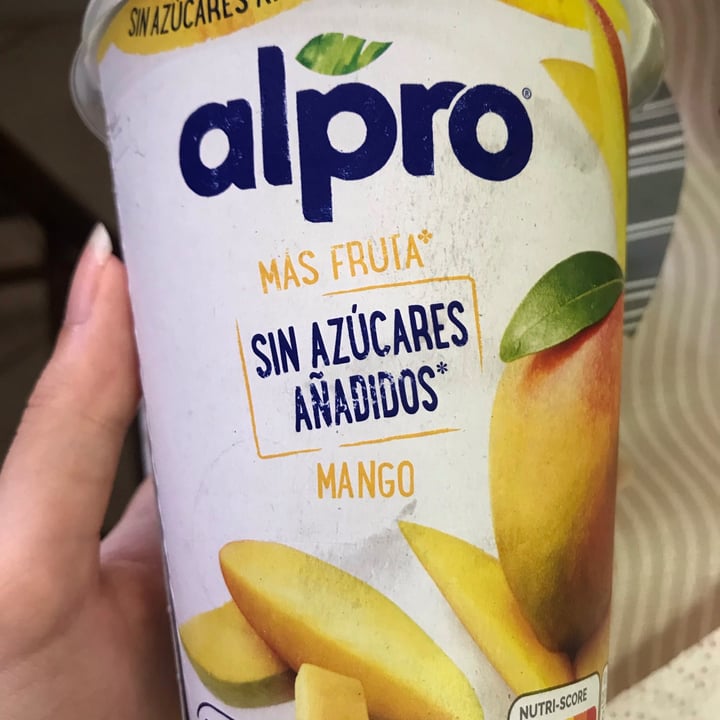 SIN AZÚCARES
alpro®
MÁS FRUTA*
SIN AZÚCARES
AÑADIDOS*
MANGO
NUTRI-SCORE